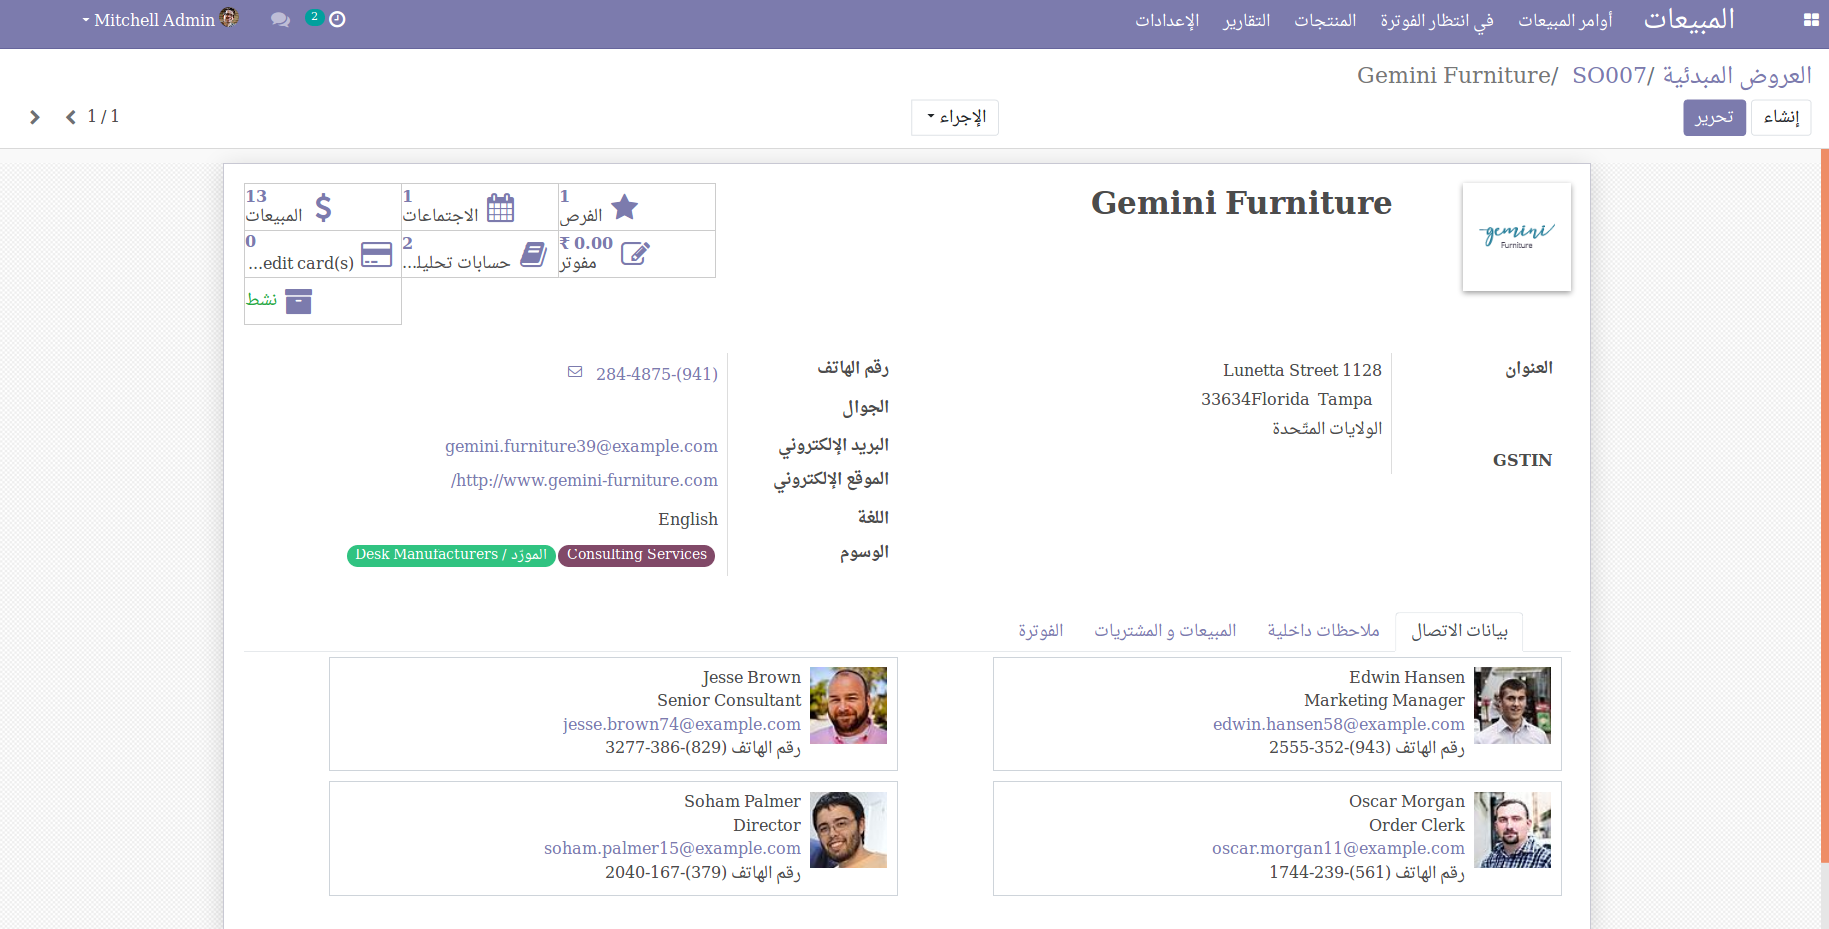 المبيعات
أوامر المبيعات
في انتظار الفوترة
المنتجات
التقارير
الإعدادات
2
Mitchell Admin
العروض المبدئية / SO007 / Gemini Furniture
إنشاء
تحرير
الإجراء
1 / 1
gemini
Furniture
Gemini Furniture
1
الفرص
1
الاجتماعات
13
المبيعات
₹ 0.00
مفوتر
2
حسابات تحليلـ...
0
...edit card(s)
نشط
العنوان
Lunetta Street 1128
33634Florida Tampa
الولايات المتّحدة
GSTIN
رقم الهاتف
284-4875-(941)
الجوال
البريد الإلكتروني
gemini.furniture39@example.com
الموقع الإلكتروني
/http://www.gemini-furniture.com
اللغة
English
الوسوم
Consulting Services
Desk Manufacturers / المورّد
بيانات الاتصال
ملاحظات داخلية
المبيعات و المشتريات
الفوترة
Edwin Hansen
Marketing Manager
edwin.hansen58@example.com
رقم الهاتف 2555-352-(943)
Jesse Brown
Senior Consultant
jesse.brown74@example.com
رقم الهاتف 3277-386-(829)
Oscar Morgan
Order Clerk
oscar.morgan11@example.com
رقم الهاتف 1744-239-(561)
Soham Palmer
Director
soham.palmer15@example.com
رقم الهاتف 2040-167-(379)